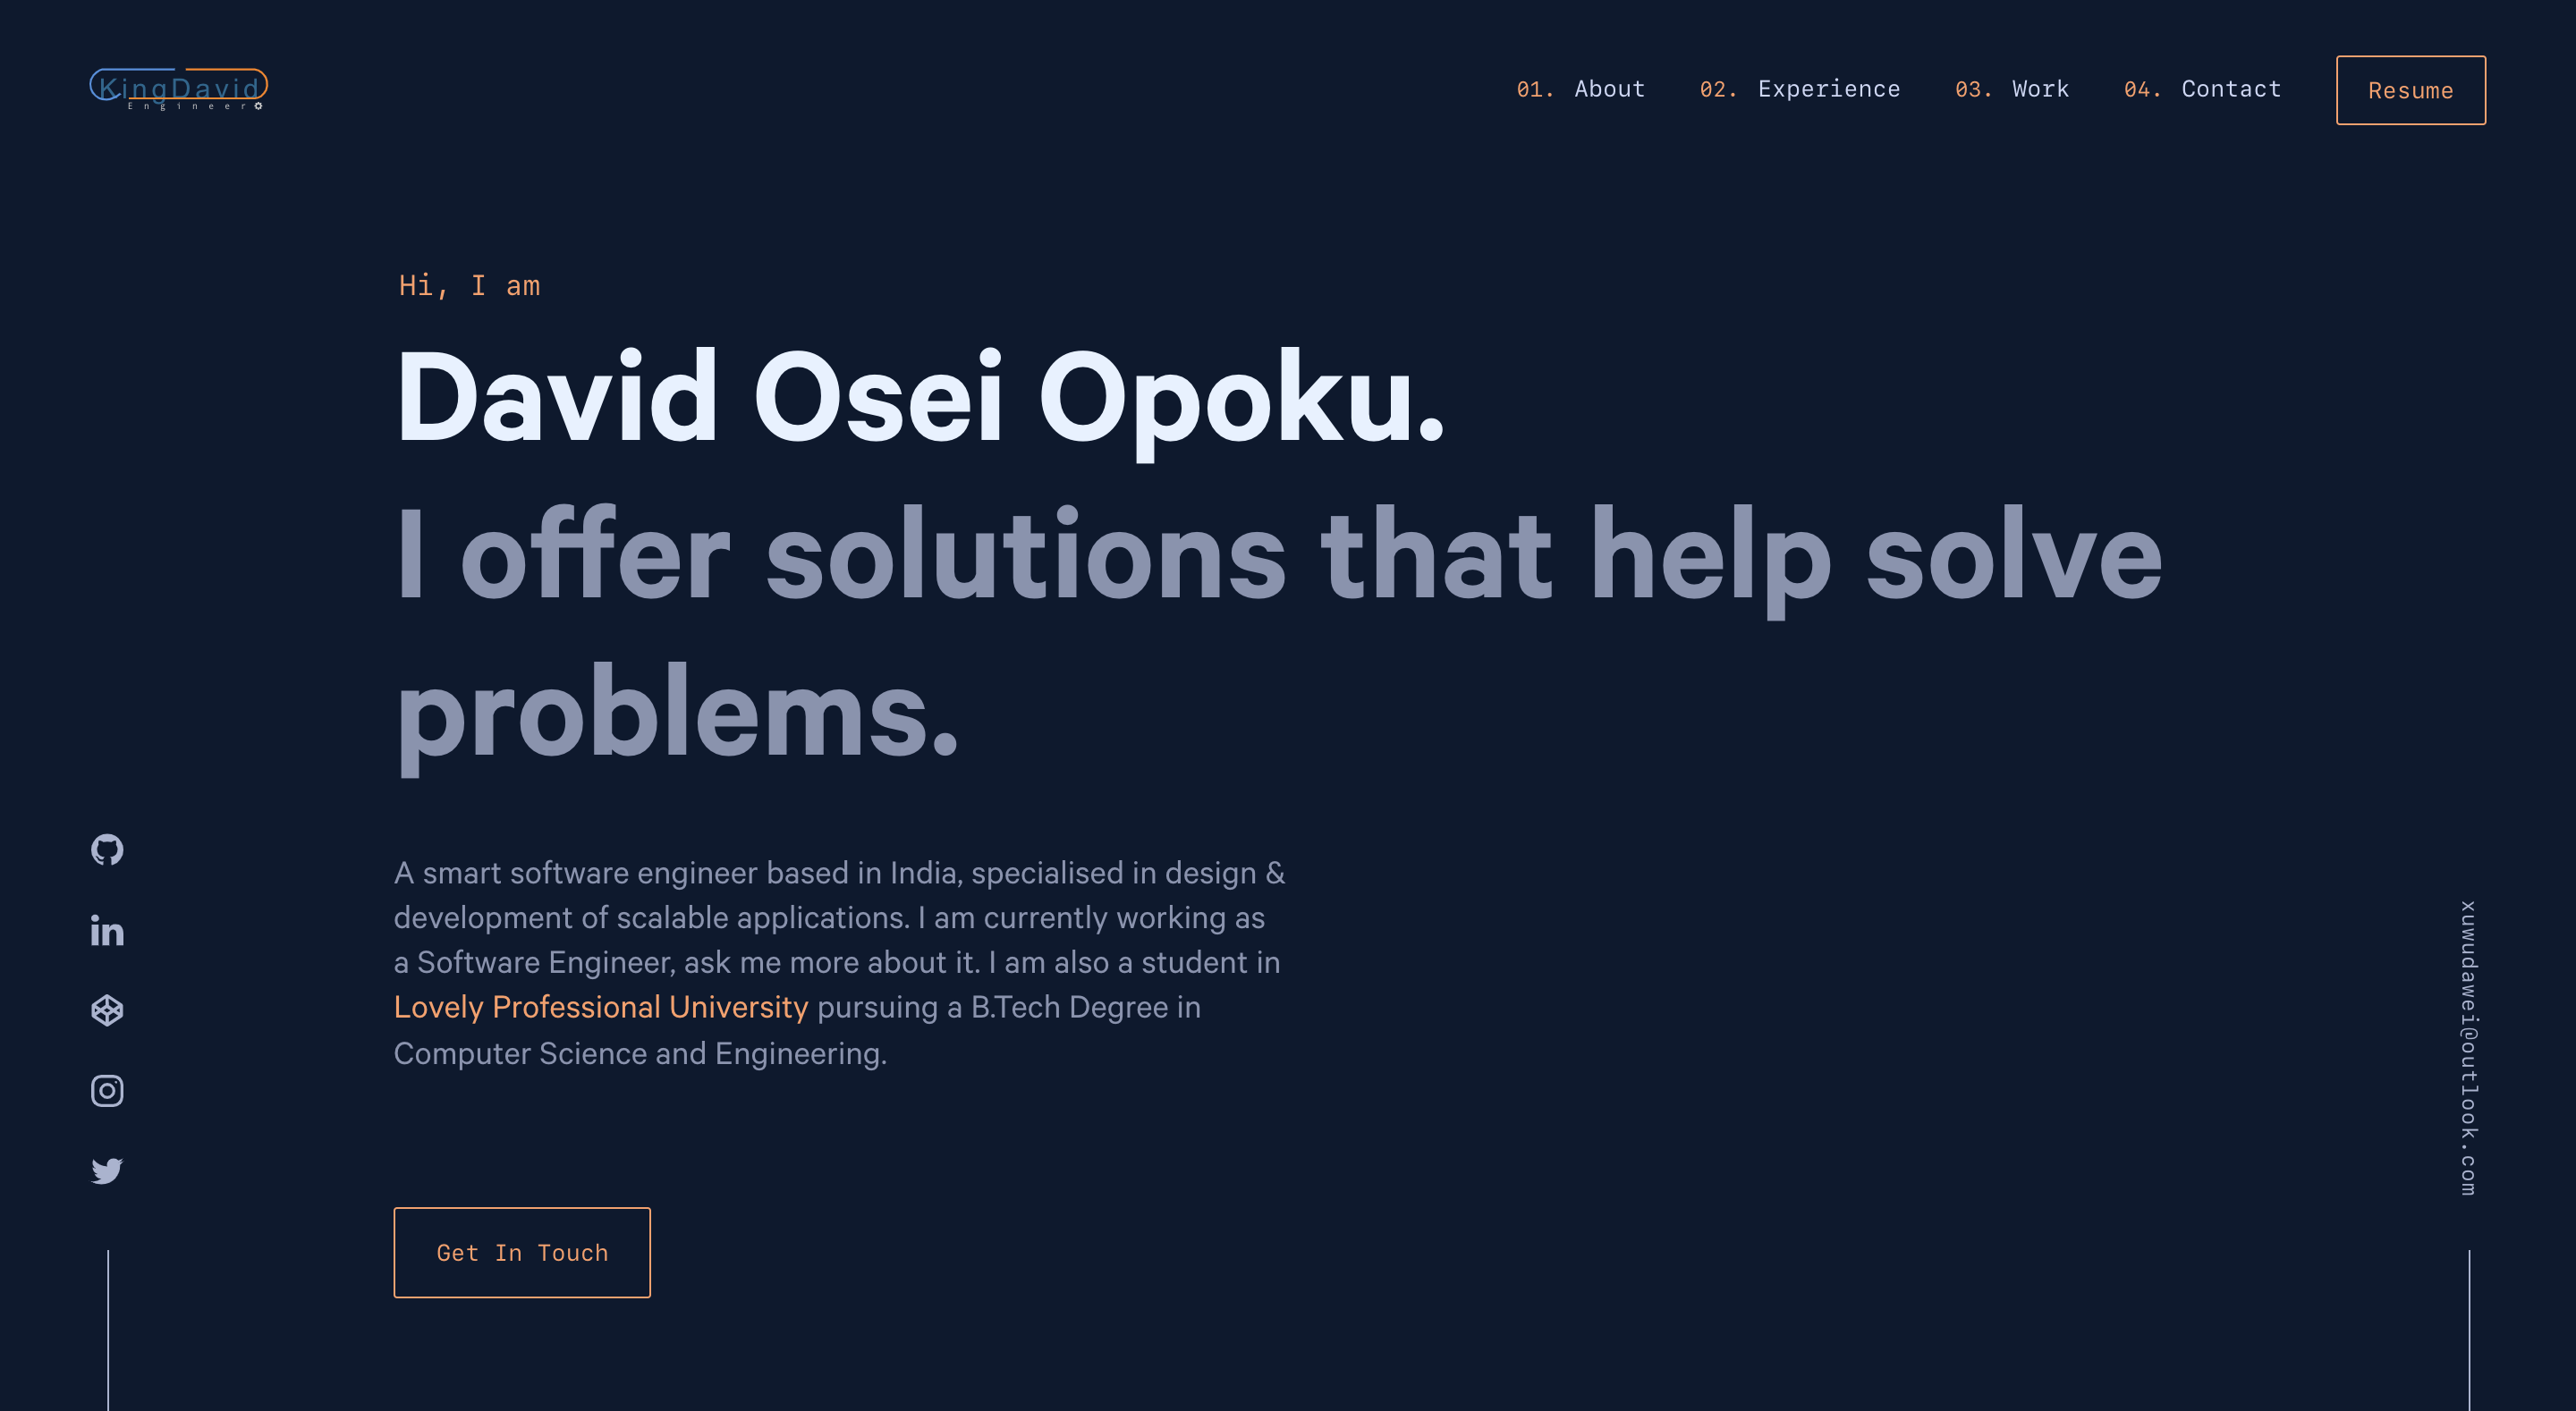 KingDavid
Engineer
01. About 02. Experience 03. Work 04. Contact Resume
Hi, I am
David Osei Opoku.
I offer solutions that help solve
problems.
A smart software engineer based in India, specialised in design &
development of scalable applications. I am currently working as
a Software Engineer, ask me more about it. I am also a student in
Lovely Professional University pursuing a B.Tech Degree in
Computer Science and Engineering.
Get In Touch
xuwudawei@outlook.com